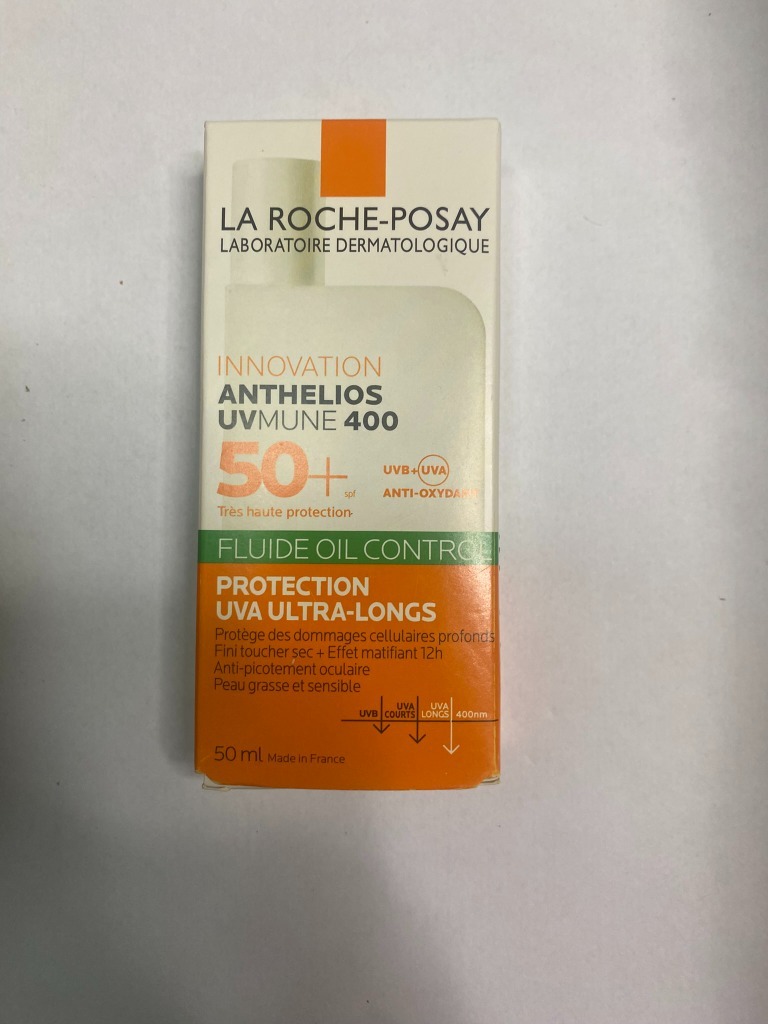 LA ROCHE-POSAY
LABORATOIRE DERMATOLOGIQUE
INNOVATION
ANTHELIOS
UVMUNE 400
50+ spf
UVB+UVA
ANTI-OXYDANT
Très haute protection
FLUIDE OIL CONTROL
PROTECTION
UVA ULTRA-LONGS
Protège des dommages cellulaires profonds
Fini toucher sec + Effet matifiant 12h
Anti-picotement oculaire
Peau grasse et sensible
UVB UVA COURTS UVA LONGS 400nm
50 ml Made in France